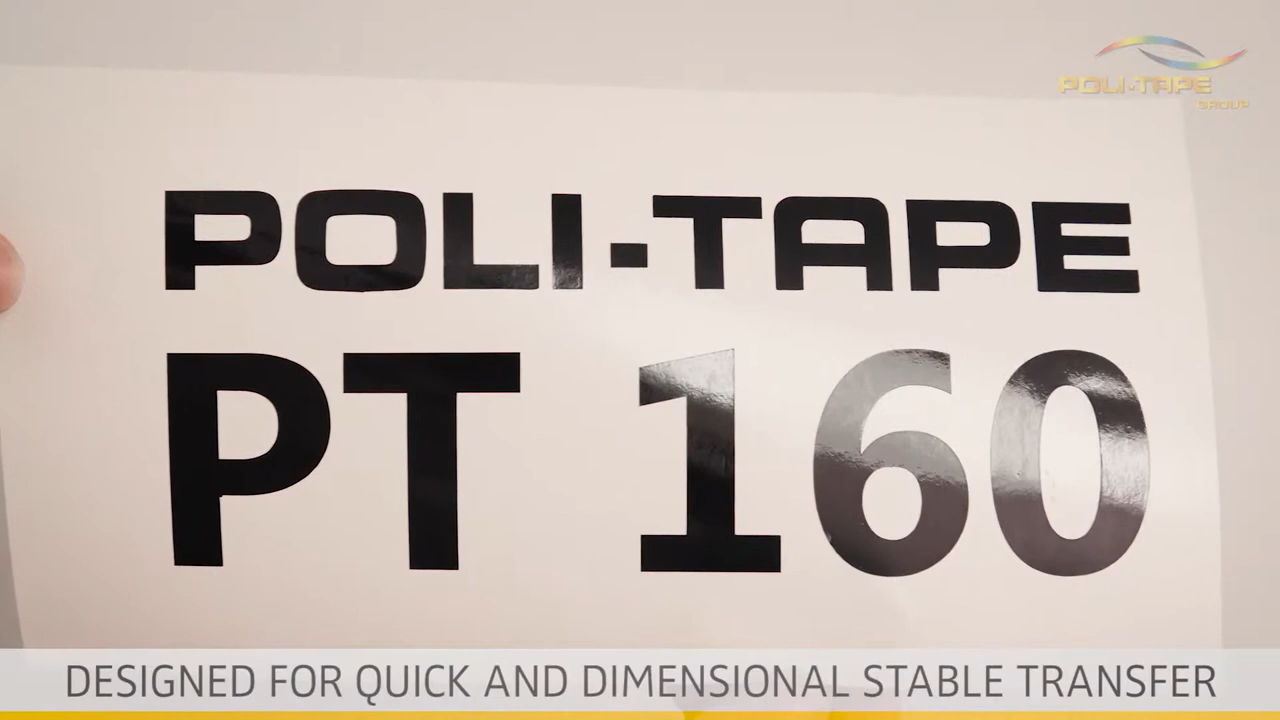 POLI-TAPE
GROUP
POLI-TAPE
PT 160
DESIGNED FOR QUICK AND DIMENSIONAL STABLE TRANSFER